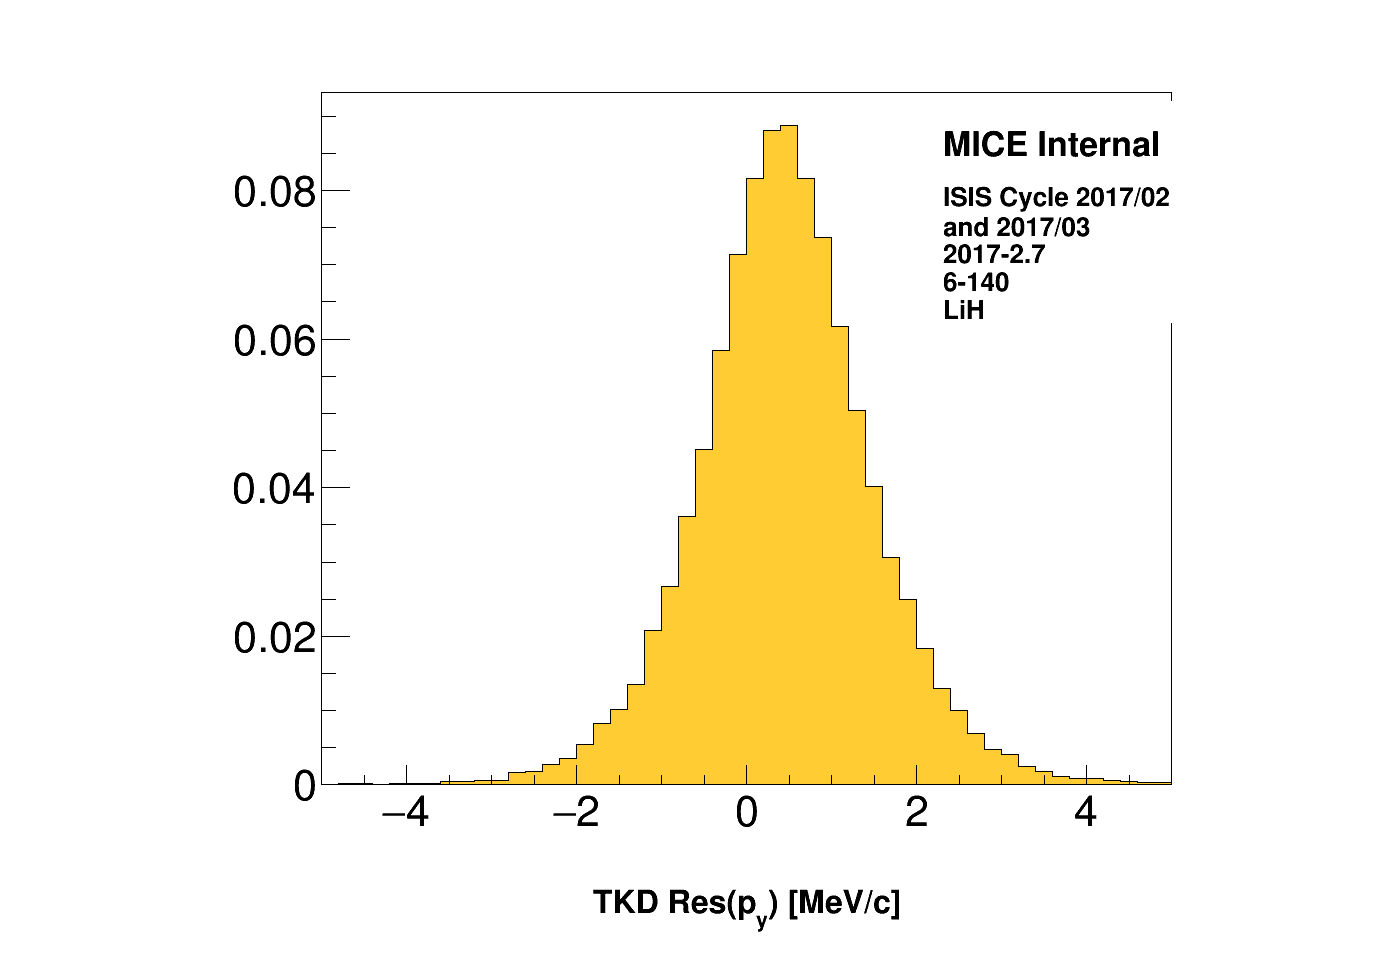 MICE Internal
ISIS Cycle 2017/02
and 2017/03
2017-2.7
6-140
LiH
0.08
0.06
0.04
0.02
0
−4 −2 0 2 4
TKD Res(py) [MeV/c]